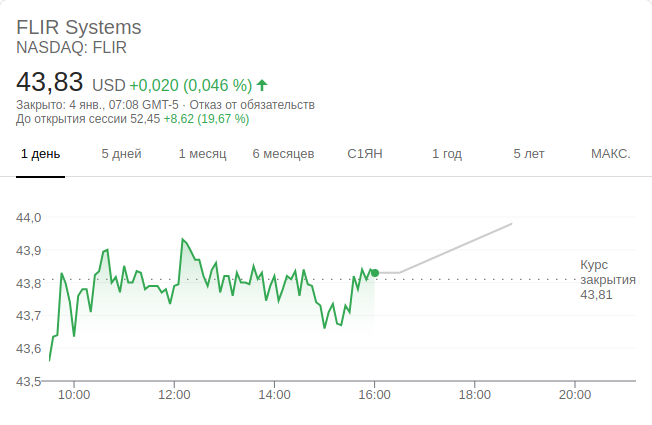 FLIR Systems
NASDAQ: FLIR
43,83 USD +0,020 (0,046 %)
Закрыто: 4 янв., 07:08 GMT-5 · Отказ от обязательств
До открытия сессии 52,45 +8,62 (19,67 %)
1 день 5 дней 1 месяц 6 месяцев С1ЯН 1 год 5 лет МАКС.
44,0
43,9
Курс
закрытия
43,8
43,81
43,7
43,6
43,5
10:00 12:00 14:00 16:00 18:00 20:00